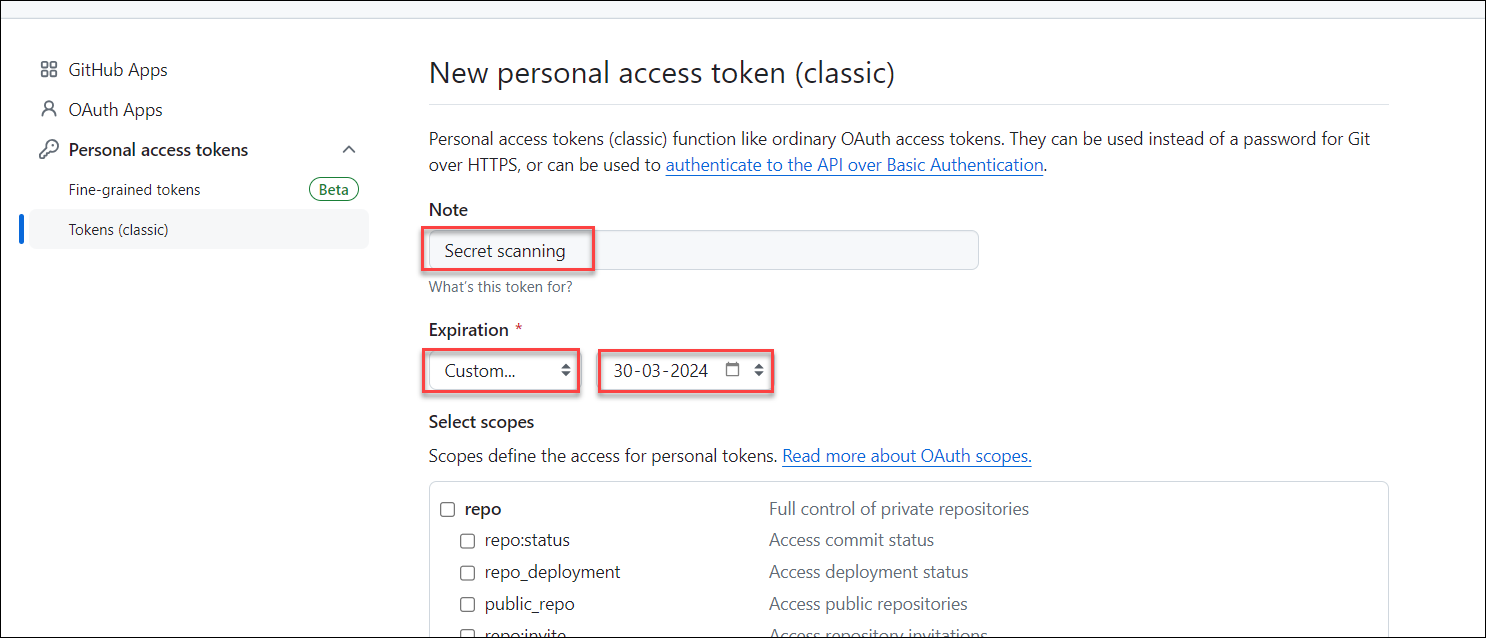 GitHub Apps
OAuth Apps
Personal access tokens
Fine-grained tokens Beta
Tokens (classic)
New personal access token (classic)
Personal access tokens (classic) function like ordinary OAuth access tokens. They can be used instead of a password for Git
over HTTPS, or can be used to authenticate to the API over Basic Authentication.
Note
Secret scanning
What's this token for?
Expiration *
Custom... 30-03-2024
Select scopes
Scopes define the access for personal tokens. Read more about OAuth scopes.
repo Full control of private repositories
repo:status Access commit status
repo_deployment Access deployment status
public_repo Access public repositories
repo:invite Access repository invitations